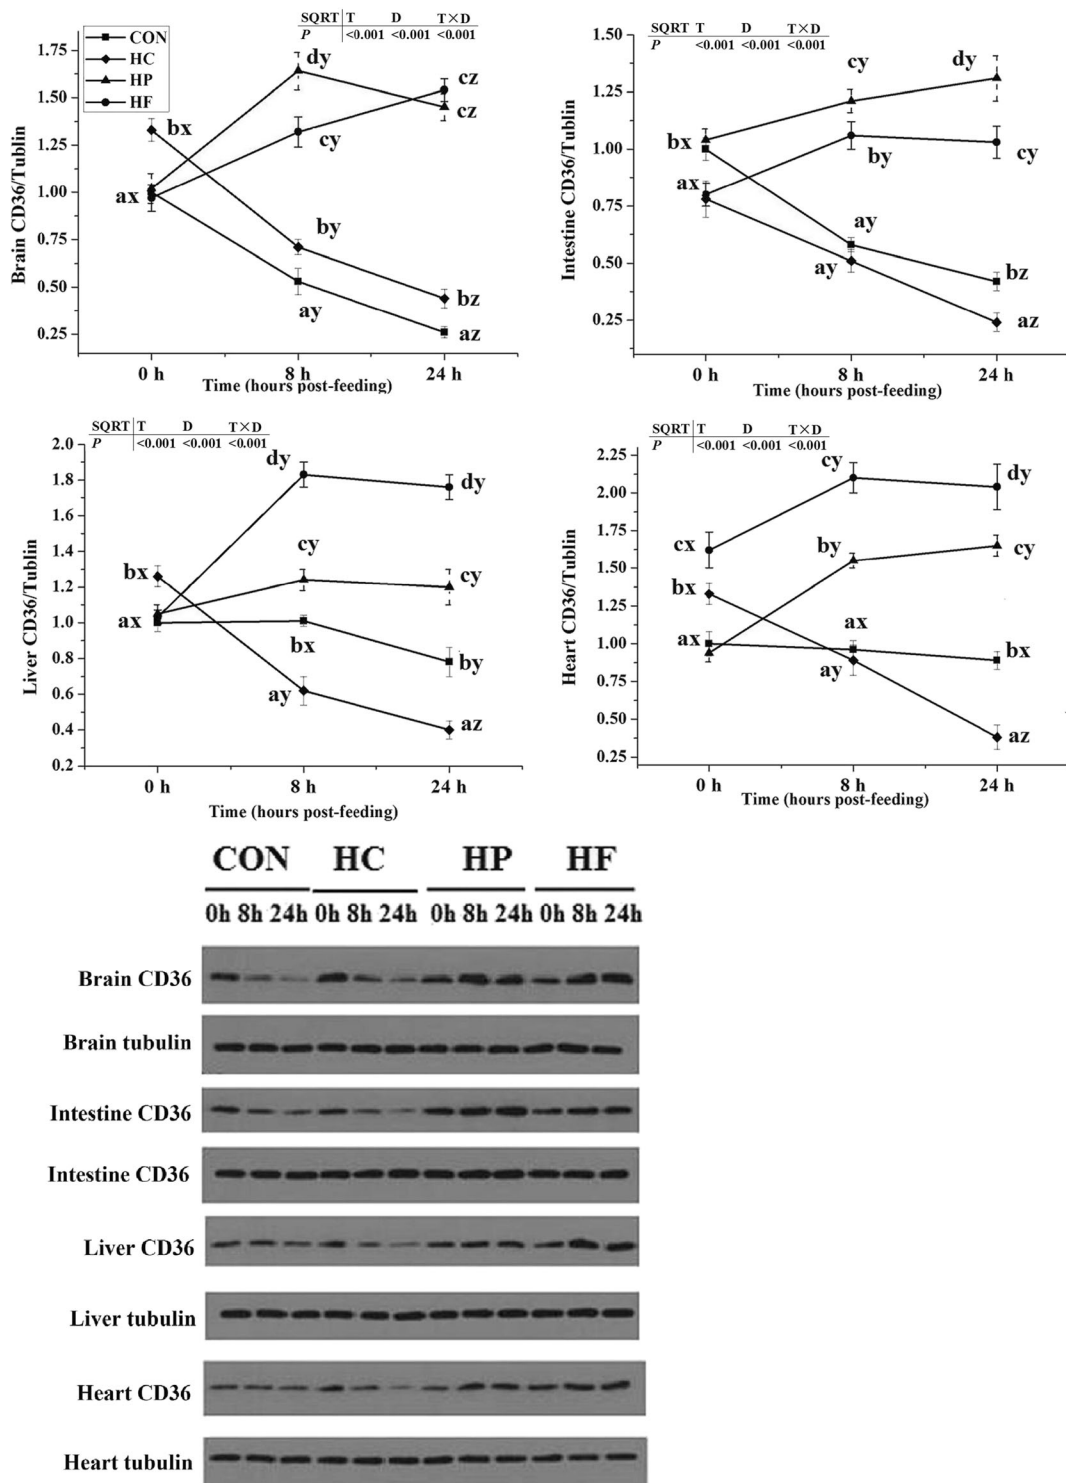 SQRT T D T×D
P <0.001 <0.001 <0.001
CON
HC
HP
HF
Brain CD36/Tublin
1.75
1.50
1.25
1.00
0.75
0.50
0.25
dy
cz
cz
bx
cy
ax
by
ay
bz
az
0 h 8 h 24 h
Time (hours post-feeding)
SQRT T D T×D
P <0.001 <0.001 <0.001
Intestine CD36/Tublin
1.50
1.25
1.00
0.75
0.50
0.25
dy
cy
bx
by
cy
ax
ay
ay
bz
az
0 h 8 h 24 h
Time (hours post-feeding)
SQRT T D T×D
P <0.001 <0.001 <0.001
Liver CD36/Tublin
2.0
1.8
1.6
1.4
1.2
1.0
0.8
0.6
0.4
0.2
dy
dy
cy
bx
cy
ax
bx
by
ay
az
0 h 8 h 24 h
Time (hours post-feeding)
SQRT T D T×D
P <0.001 <0.001 <0.001
Heart CD36/Tublin
2.25
2.00
1.75
1.50
1.25
1.00
0.75
0.50
0.25
cy
dy
cx
by
cy
bx
ax
ax
bx
ay
az
0 h 8 h 24 h
Time (hours post-feeding)
CON HC HP HF
0h 8h 24h 0h 8h 24h 0h 8h 24h 0h 8h 24h
Brain CD36
Brain tubulin
Intestine CD36
Intestine CD36
Liver CD36
Liver tubulin
Heart CD36
Heart tubulin